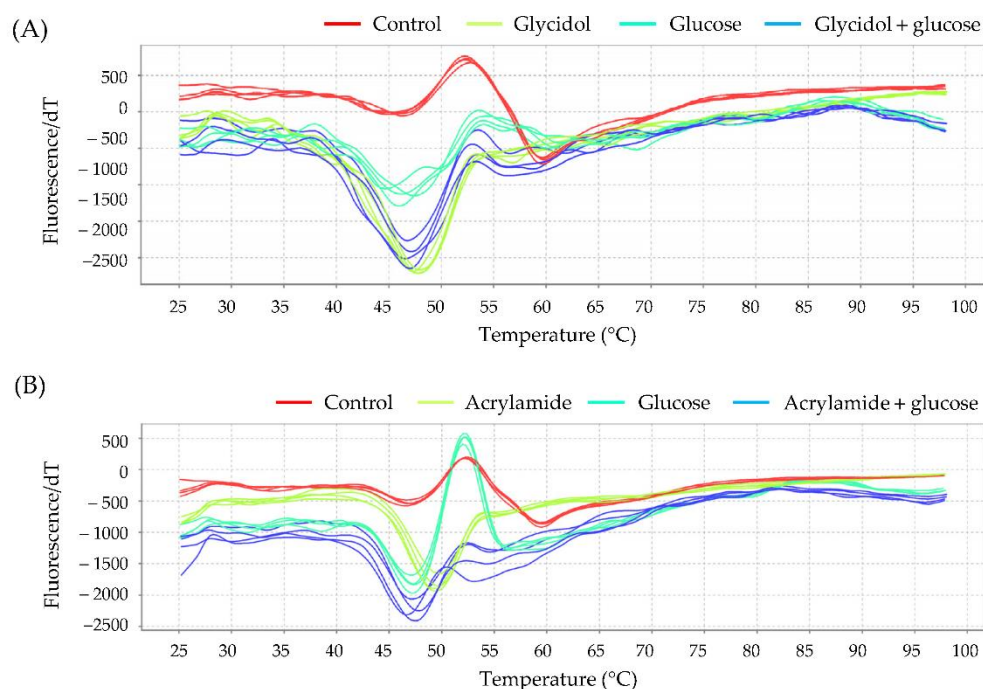 (A)
Control Glycidol Glucose Glycidol + glucose
Fluorescence/dT
500
0
−500
−1000
−1500
−2000
−2500
25 30 35 40 45 50 55 60 65 70 75 80 85 90 95 100
Temperature (°C)
(B)
Control Acrylamide Glucose Acrylamide + glucose
Fluorescence/dT
500
0
−500
−1000
−1500
−2000
−2500
25 30 35 40 45 50 55 60 65 70 75 80 85 90 95 100
Temperature (°C)